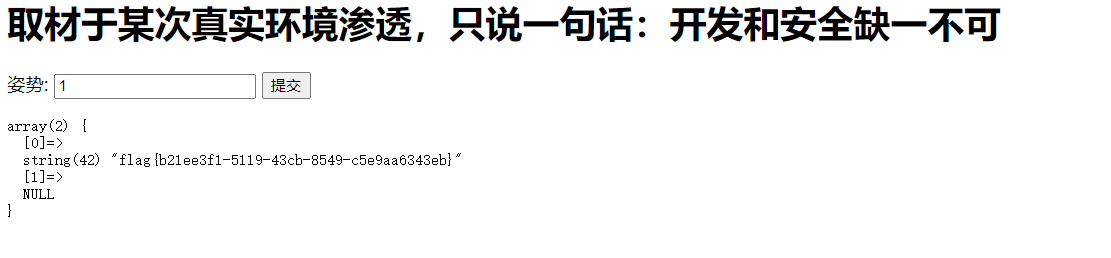 取材于某次真实环境渗透，只说一句话：开发和安全缺一不可
姿势: 1 提交
array(2) {
  [0]=>
  string(42) "flag{b21ee3f1-5119-43cb-8549-c5e9aa6343eb}"
  [1]=>
  NULL
}